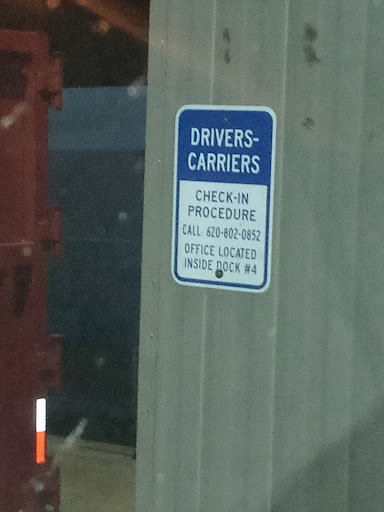 DRIVERS-
CARRIERS
CHECK-IN
PROCEDURE
CALL: 620-802-0852
OFFICE LOCATED
INSIDE DOCK #4